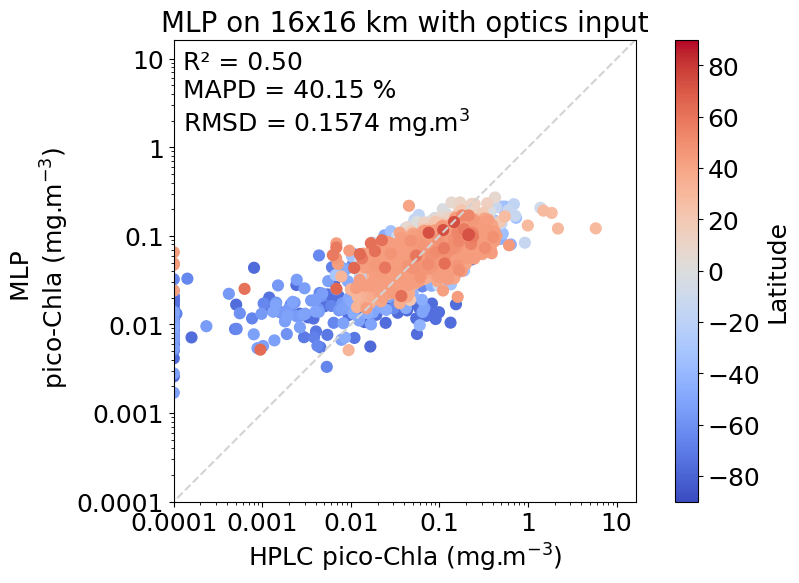 MLP on 16x16 km with optics input
R² = 0.50
MAPD = 40.15 %
RMSD = 0.1574 mg.m³
10
1
0.1
0.01
0.001
0.0001
MLP
pico-Chla (mg.m⁻³)
0.0001 0.001 0.01 0.1 1 10
HPLC pico-Chla (mg.m⁻³)
80
60
40
20
0
−20
−40
−60
−80
Latitude